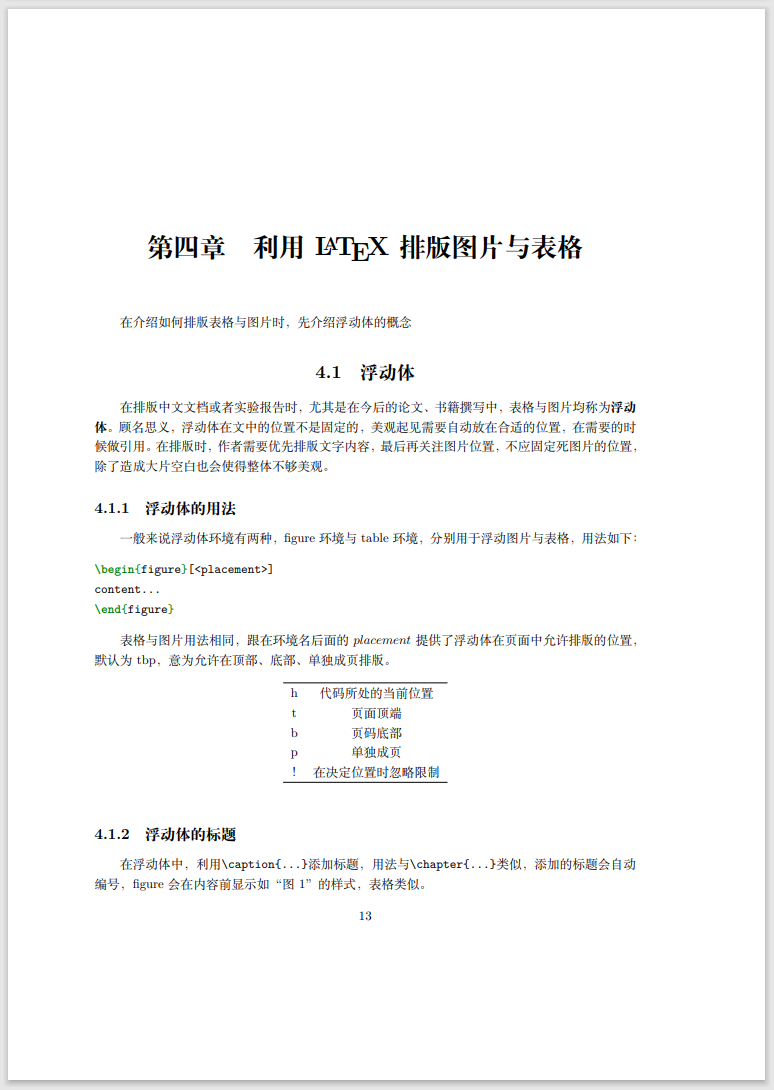 第四章 利用 LATEX 排版图片与表格
在介绍如何排版表格与图片时，先介绍浮动体的概念
4.1 浮动体
在排版中文文档或者实验报告时，尤其是在今后的论文、书籍撰写中，表格与图片均称为浮动
体。顾名思义，浮动体在文中的位置不是固定的，美观起见需要自动放在合适的位置，在需要的时
候做引用。在排版时，作者需要优先排版文字内容，最后再关注图片位置，不应固定死图片的位置，
除了造成大片空白也会使得整体不够美观。
4.1.1 浮动体的用法
一般来说浮动体环境有两种，figure 环境与 table 环境，分别用于浮动图片与表格，用法如下：
\begin{figure}[<placement>]
content...
\end{figure}
表格与图片用法相同，跟在环境名后面的 placement 提供了浮动体在页面中允许排版的位置，
默认为 tbp，意为允许在顶部、底部、单独成页排版。
h 代码所处的当前位置
t 页面顶端
b 页码底部
p 单独成页
! 在决定位置时忽略限制
4.1.2 浮动体的标题
在浮动体中，利用\caption{...}添加标题，用法与\chapter{...}类似，添加的标题会自动
编号，figure 会在内容前显示如“图 1”的样式，表格类似。
13